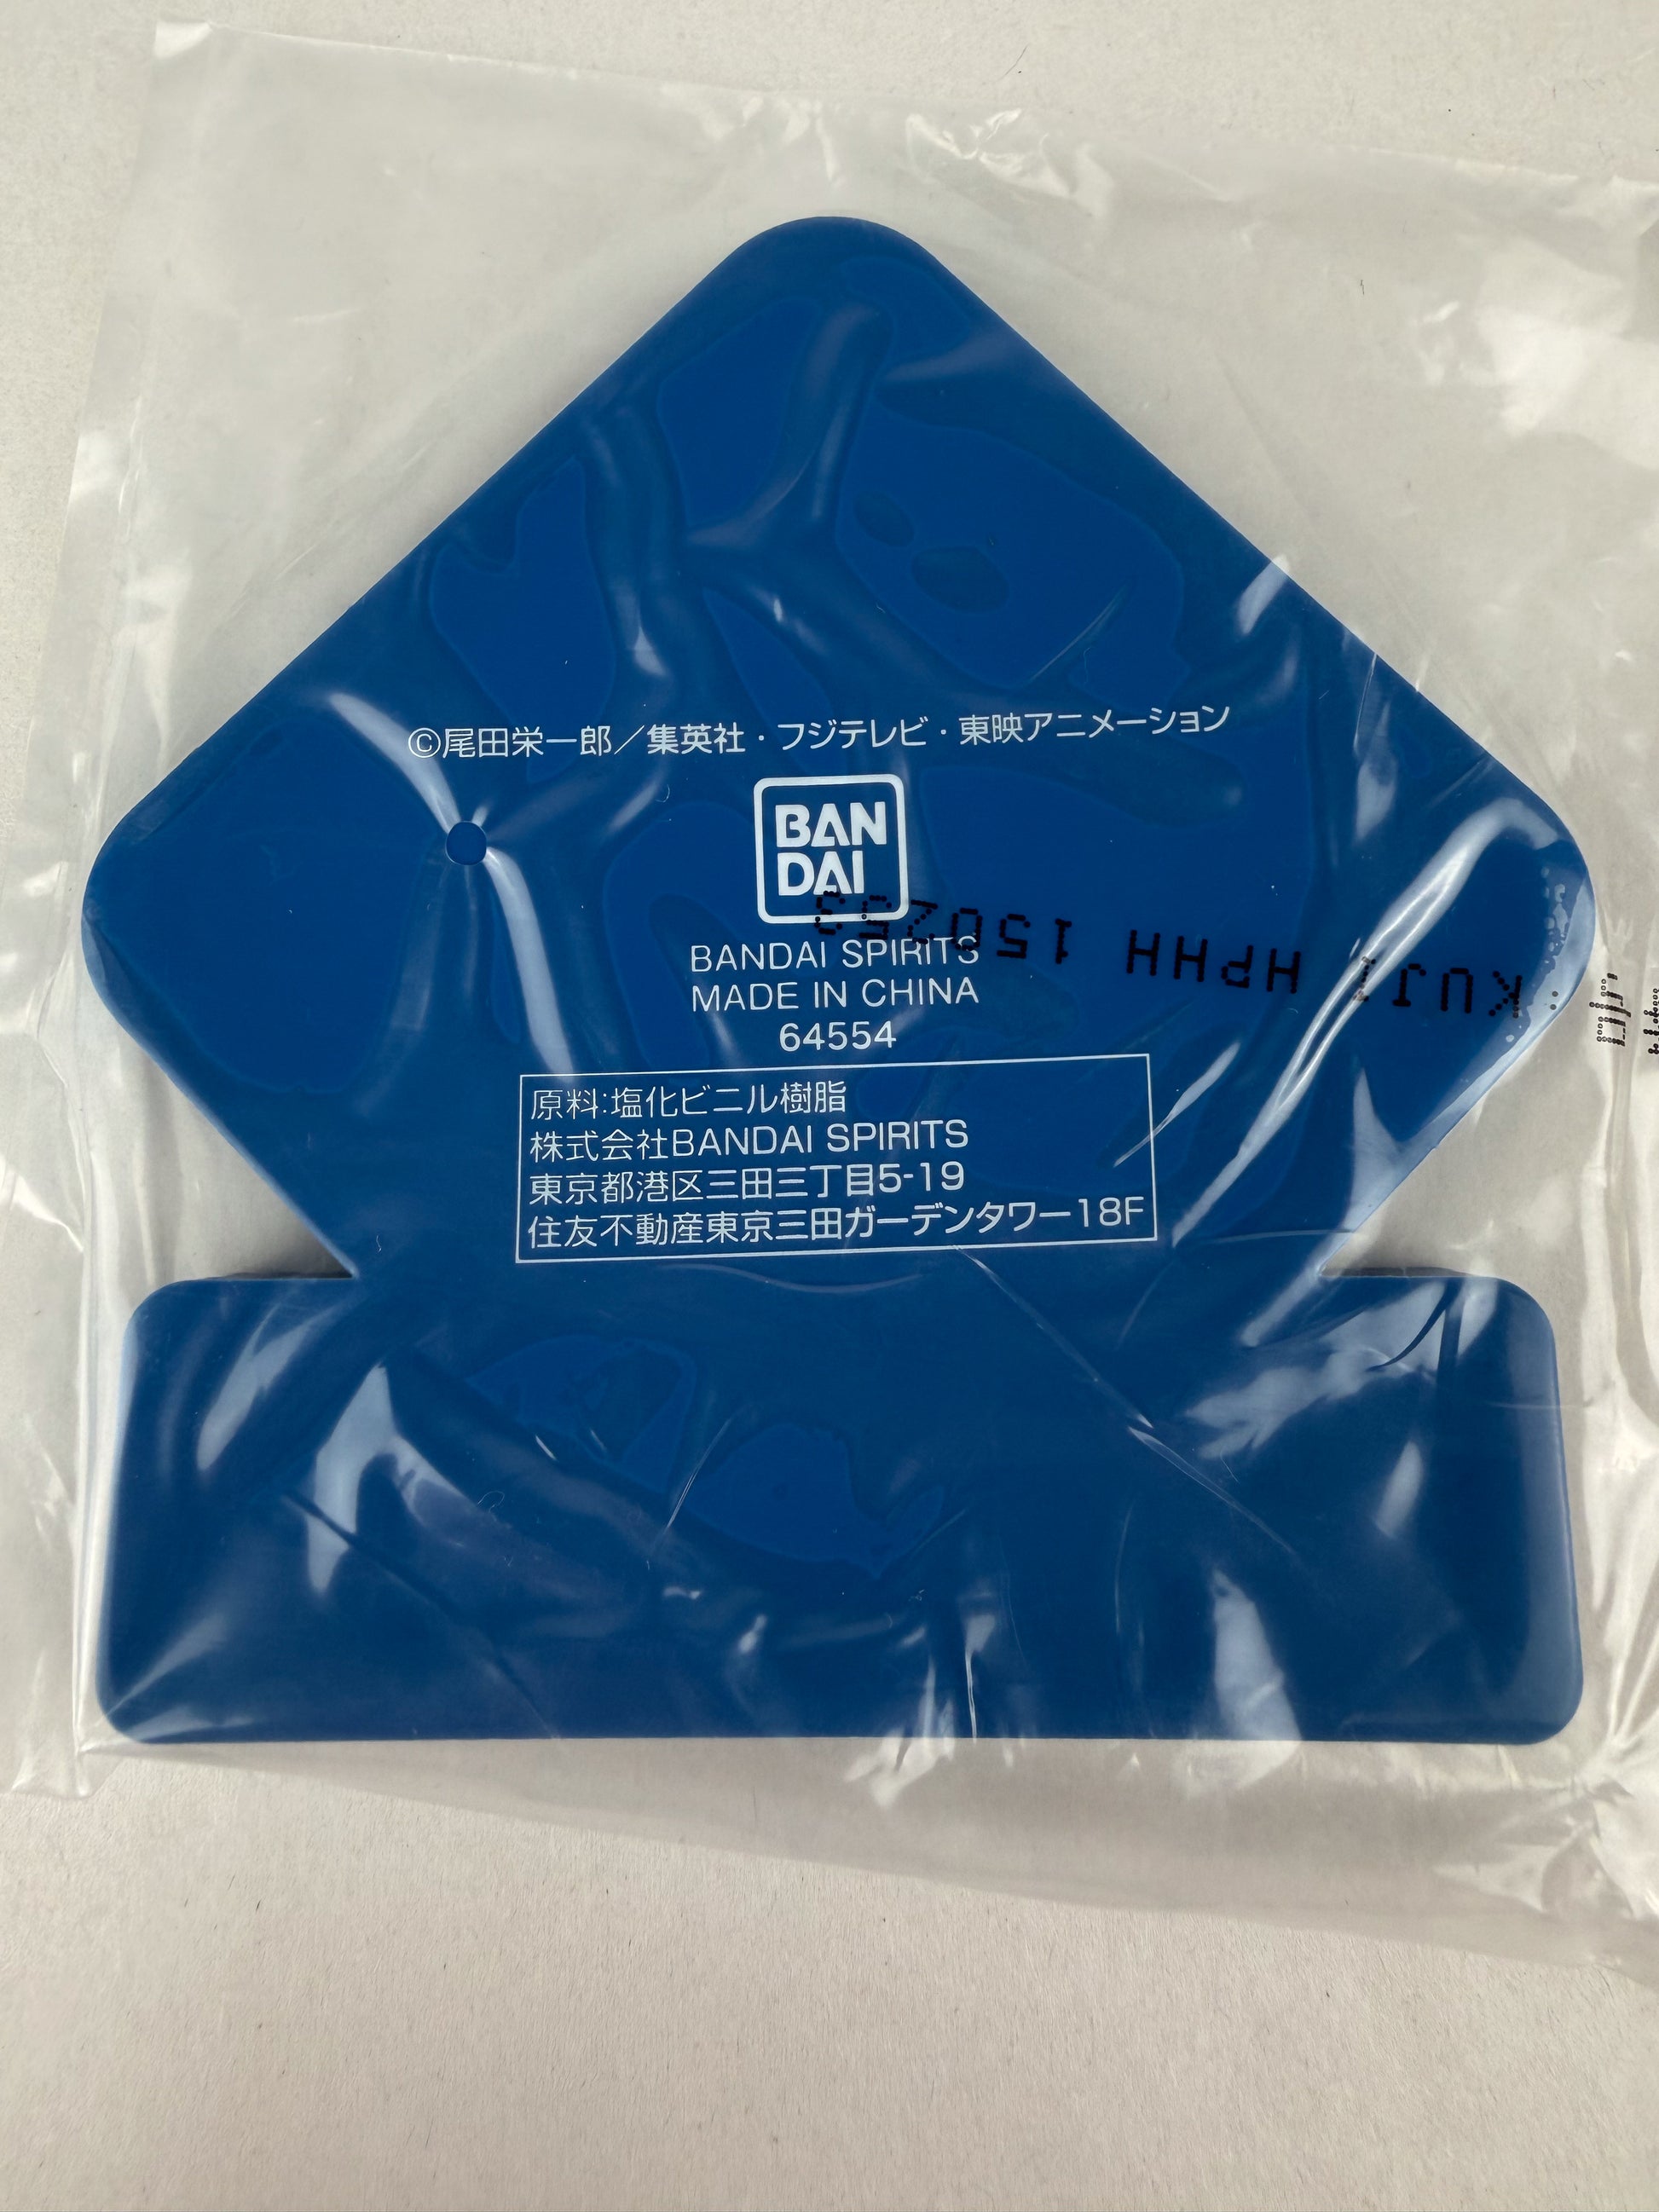 ©尾田栄一郎／集英社・フジテレビ・東映アニメーション
BAN
DAI
BANDAI SPIRITS
MADE IN CHINA
64554
KUJI HPHH 150253
原料:塩化ビニル樹脂
株式会社BANDAI SPIRITS
東京都港区三田三丁目5-19
住友不動産東京三田ガーデンタワー18F